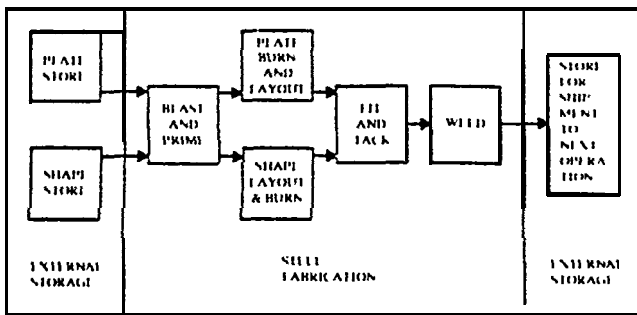 PLATE
STORE
SHAPE
STORE
BLAST
AND
PRIME
PLATE
BURN
AND
LAYOUT
SHAPE
LAYOUT
& BURN
FIT
AND
TACK
WELD
STORE
FOR
SHIP
MENT
TO
NEXT
OPERA
TION
EXTERNAL
STORAGE
STEEL
FABRICATION
EXTERNAL
STORAGE